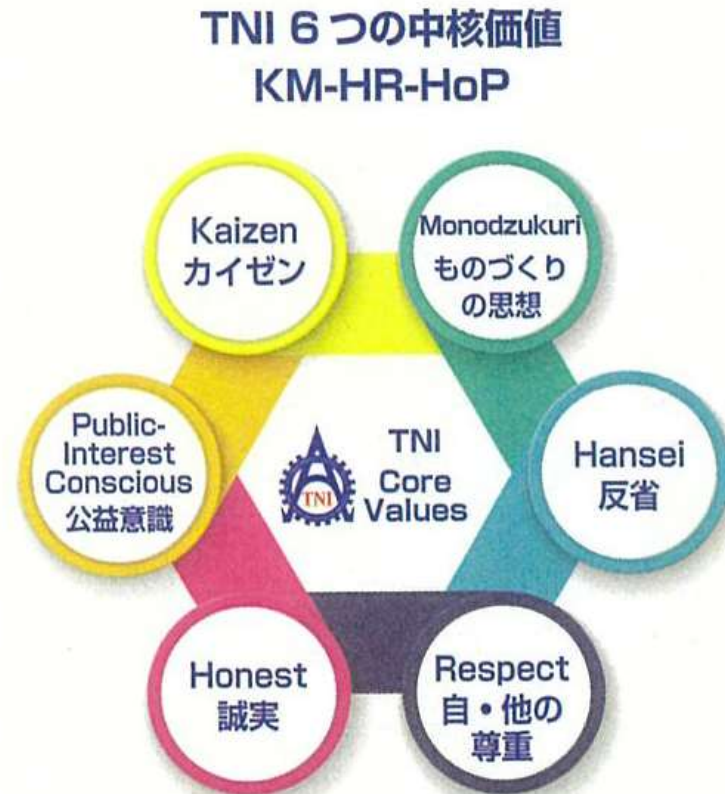 TNI 6つの中核価値
KM-HR-HoP
Kaizen
カイゼン
Monodzukuri
ものづくり
の思想
Public-
Interest
Conscious
公益意識
TNI
TNI
Core
Values
Hansei
反省
Honest
誠実
Respect
自・他の
尊重